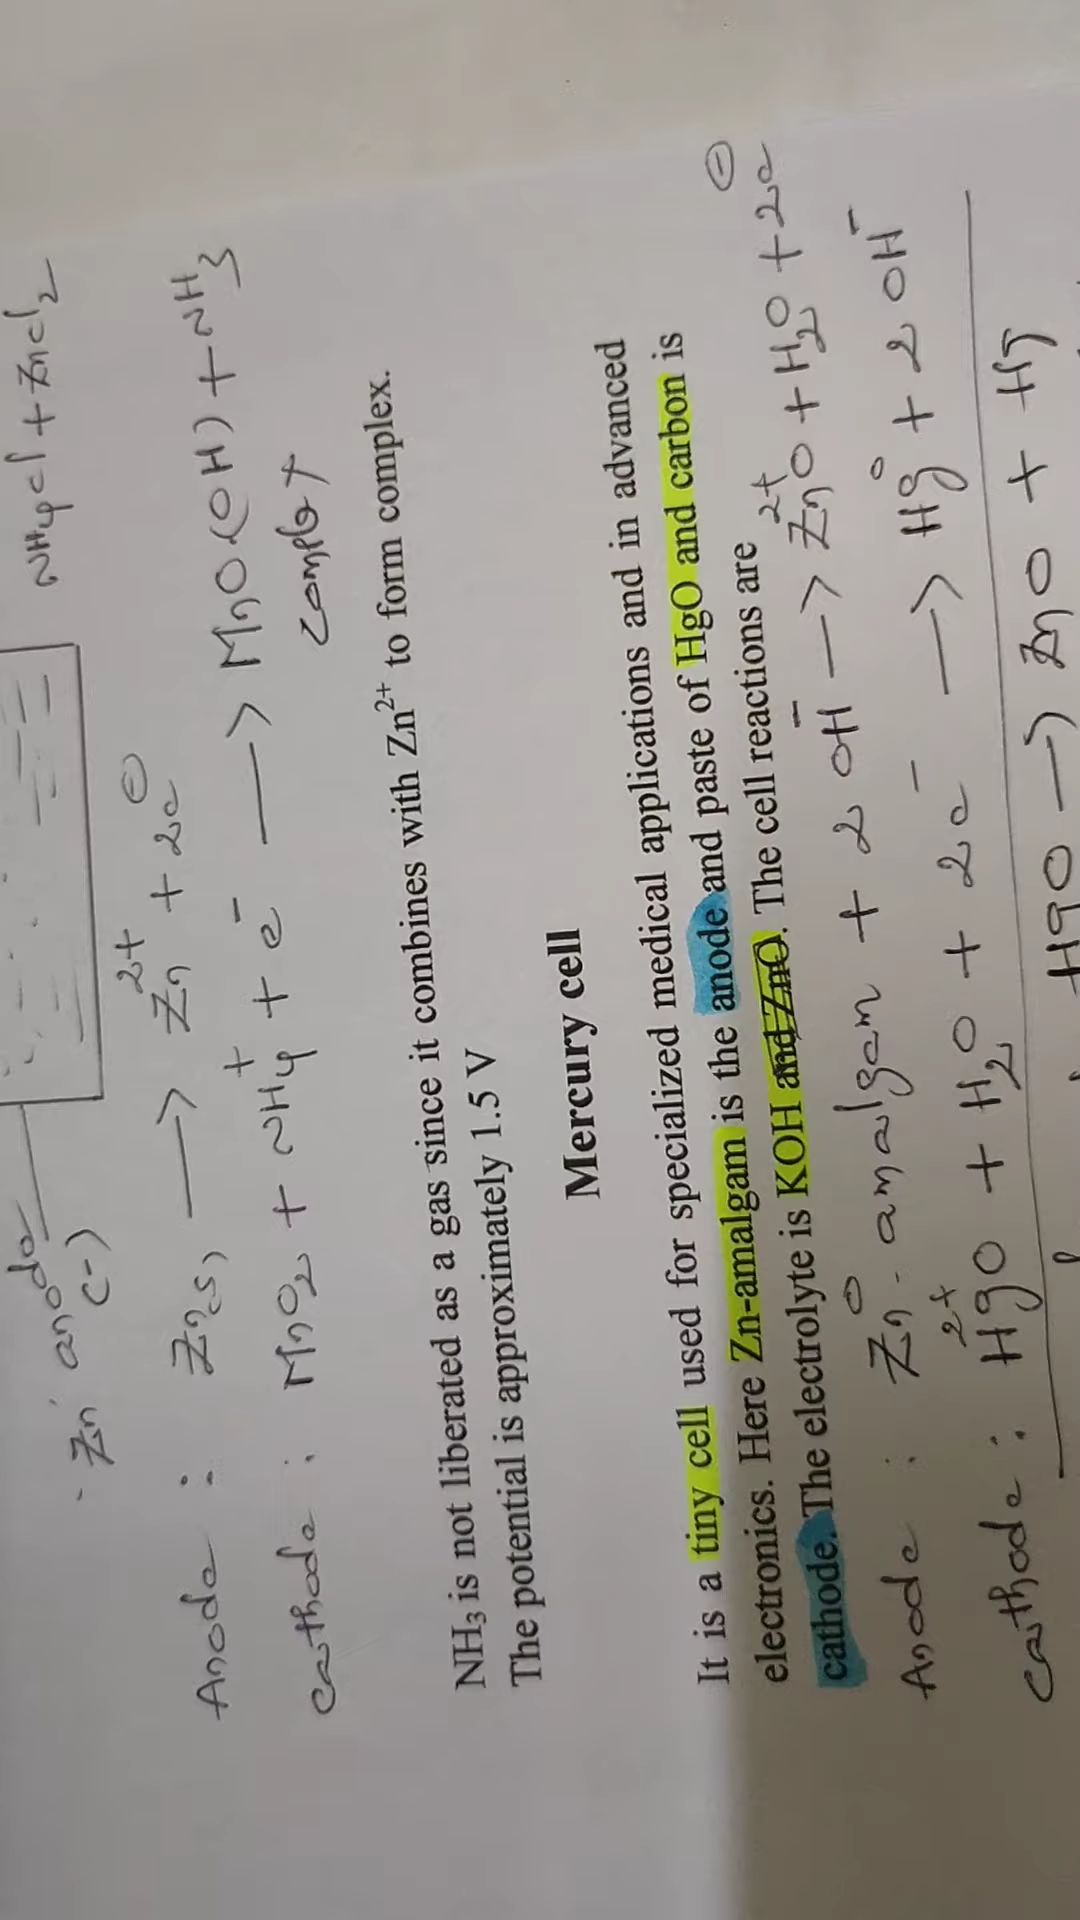 NH4Cl + ZnCl2
Zn anode
(-)
Anode : Zn(s) → Zn2+ + 2e⊖
Cathode : MnO2 + NH4+ + e- → MnO(OH) + NH3
complex
NH3 is not liberated as a gas since it combines with Zn2+ to form complex.
The potential is approximately 1.5 V
Mercury cell
It is a tiny cell used for specialized medical applications and in advanced
electronics. Here Zn-amalgam is the anode and paste of HgO and carbon is
cathode. The electrolyte is KOH and ZnO. The cell reactions are
Anode : Zn0-amalgam + 2OH- → Zn2+O + H2O + 2e⊖
Cathode : Hg2+O + H2O + 2e- → Hg0 + 2OH-
HgO → ZnO + Hg